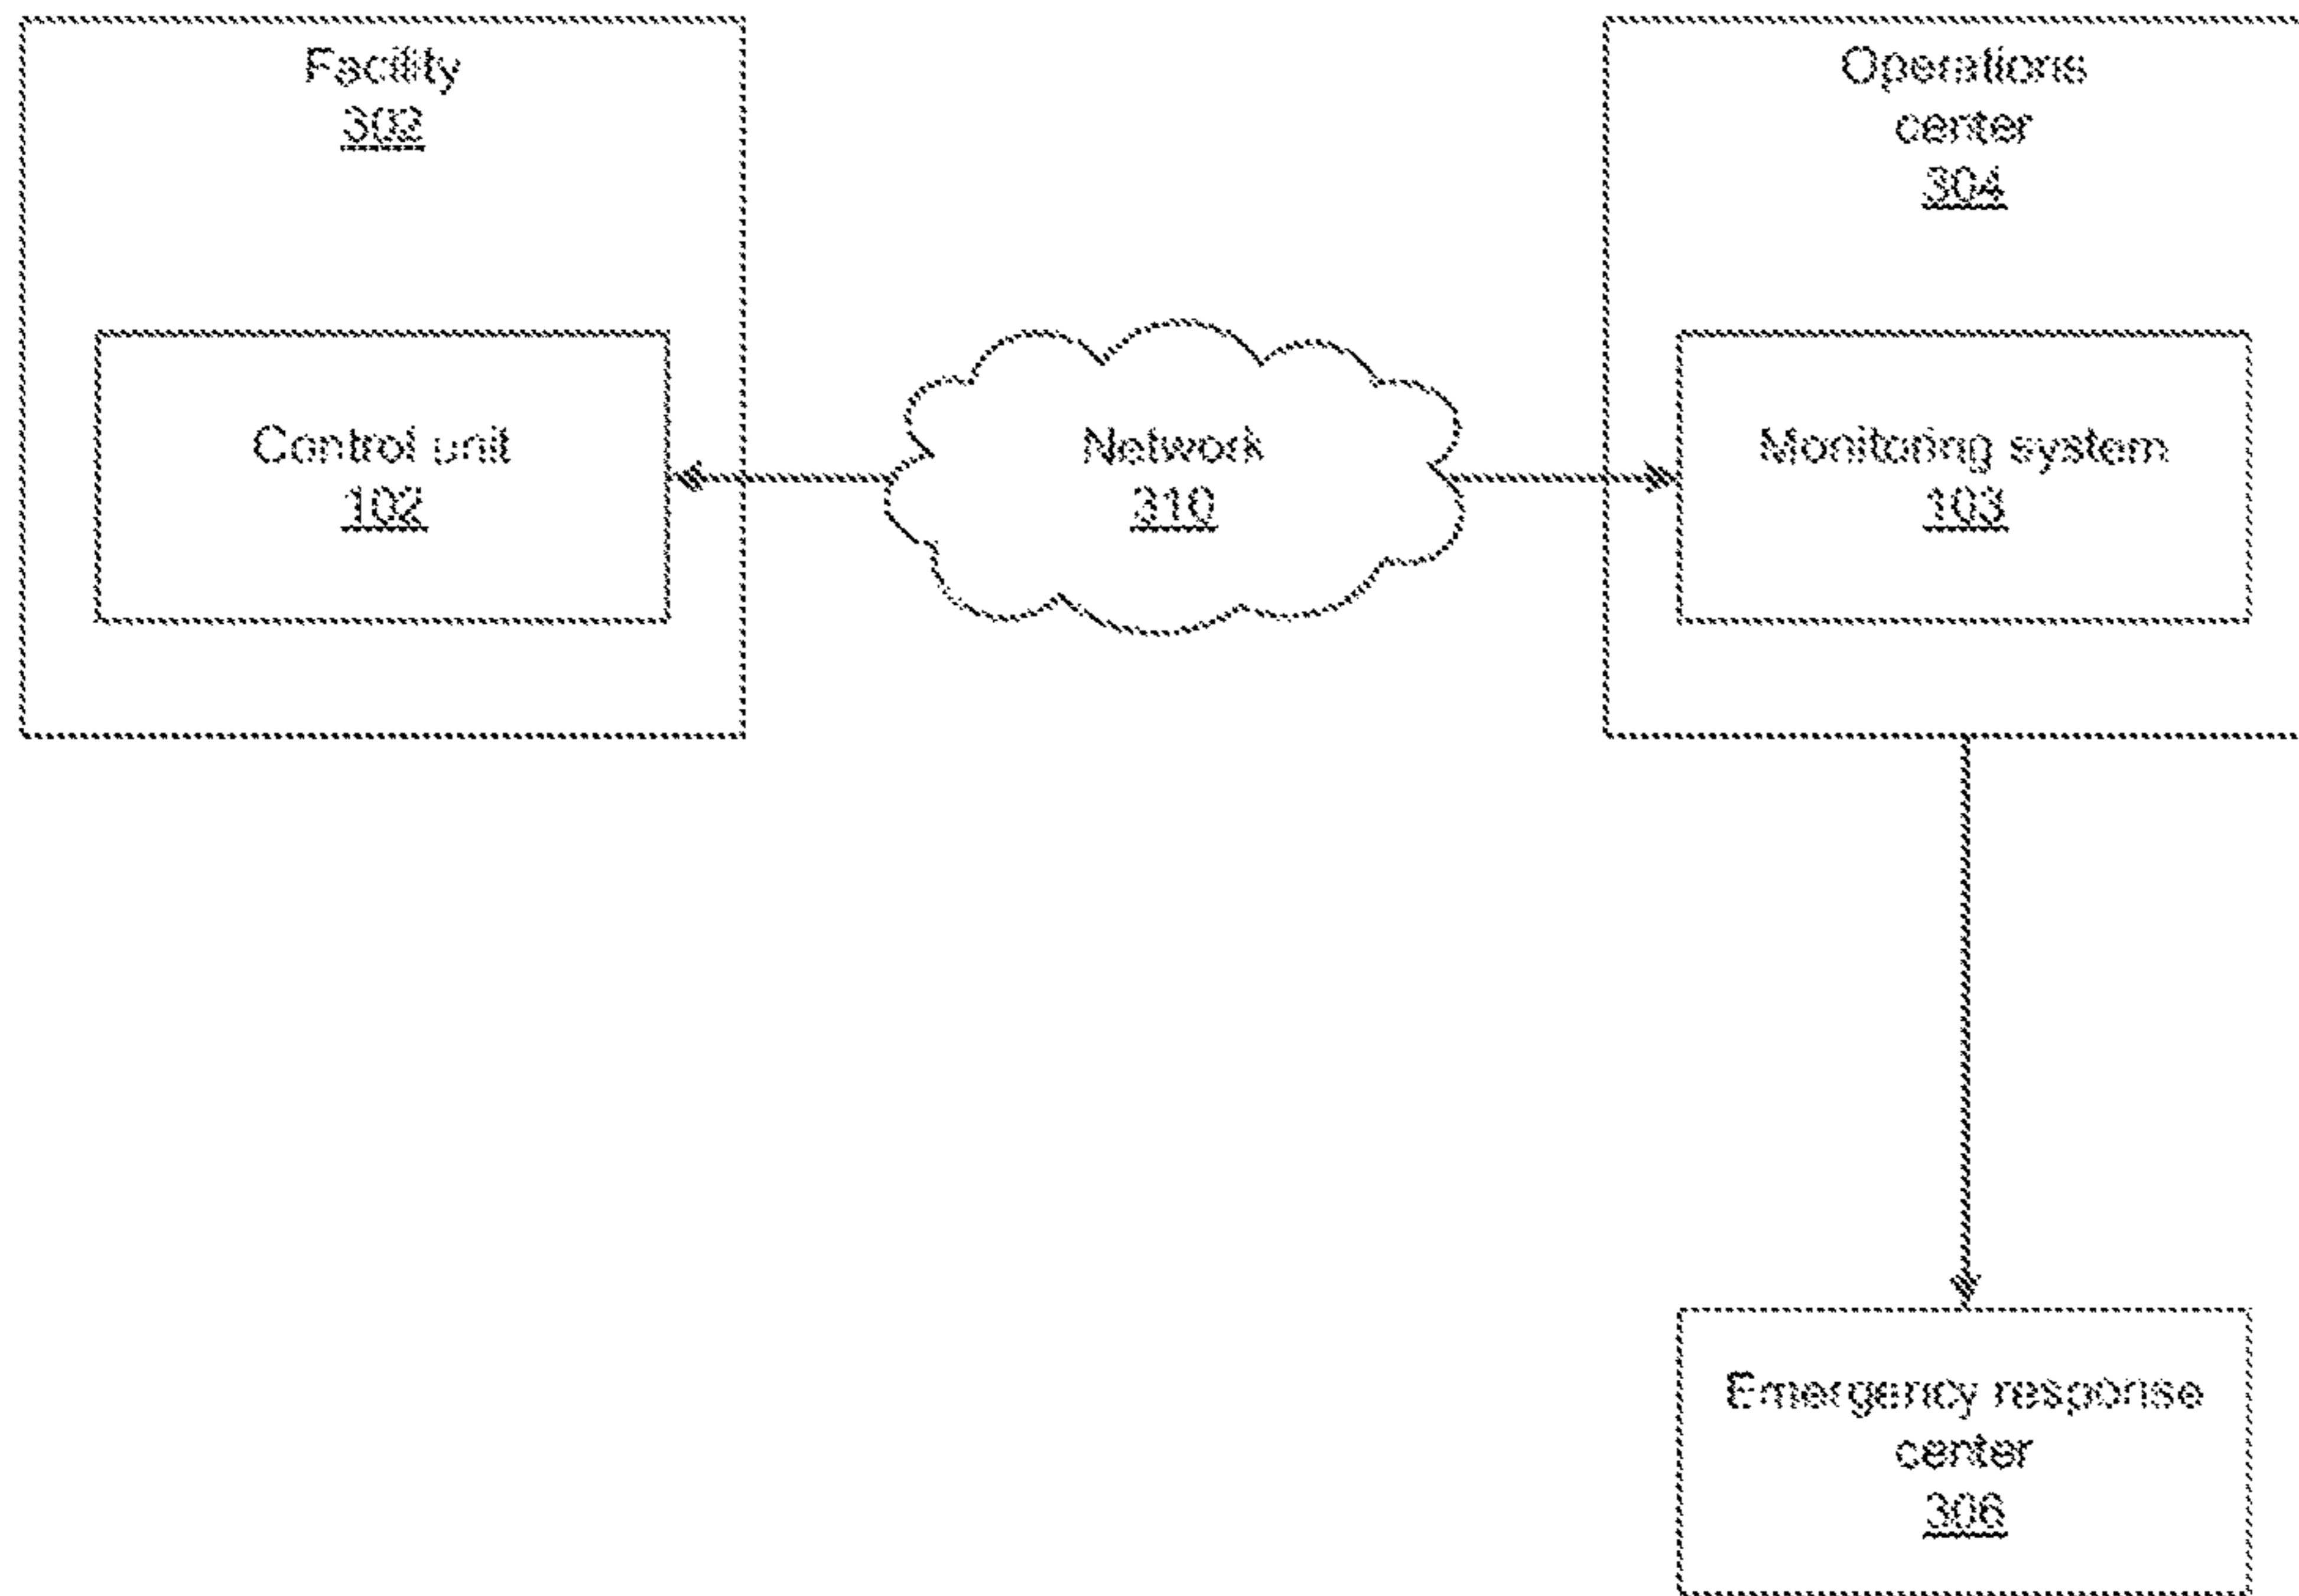 Facility
302
Operations
center
304
Control unit
102
Network
310
Monitoring system
103
Emergency response
center
306